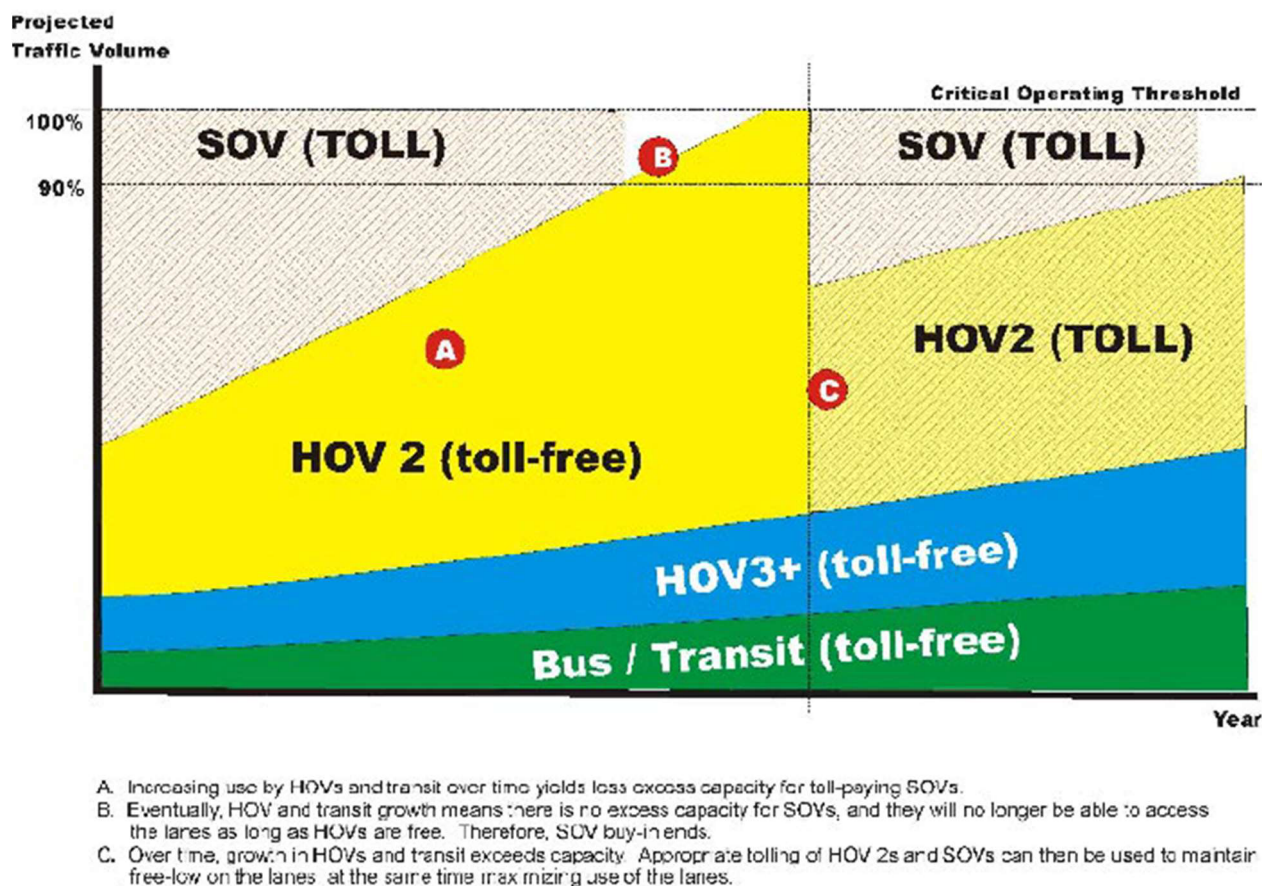 Projected
Traffic Volume
Critical Operating Threshold
100%
SOV (TOLL)
B
SOV (TOLL)
90%
A
HOV2 (TOLL)
C
HOV 2 (toll-free)
HOV3+ (toll-free)
Bus / Transit (toll-free)
Year
A. Increasing use by HOVs and transit over time yields less excess capacity for toll-paying SOVs.
B. Eventually, HOV and transit growth means there is no excess capacity for SOVs, and they will no longer be able to access
the lanes as long as HOVs are free. Therefore, SOV buy-in ends.
C. Over time, growth in HOVs and transit exceeds capacity. Appropriate tolling of HOV 2s and SOVs can then be used to maintain
free-low on the lanes at the same time maximizing use of the lanes.